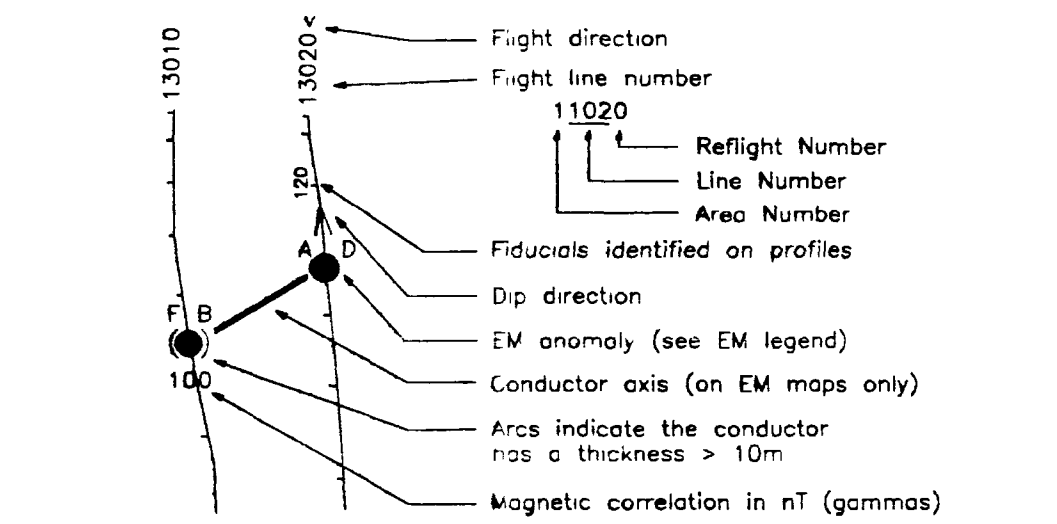 13010
13020
<
Flight direction
Flight line number
11020
Reflight Number
Line Number
Area Number
120
A D
Fiducials identified on profiles
Dip direction
F B
EM anomaly (see EM legend)
100
Conductor axis (on EM maps only)
Arcs indicate the conductor
has a thickness > 10m
Magnetic correlation in nT (gammas)